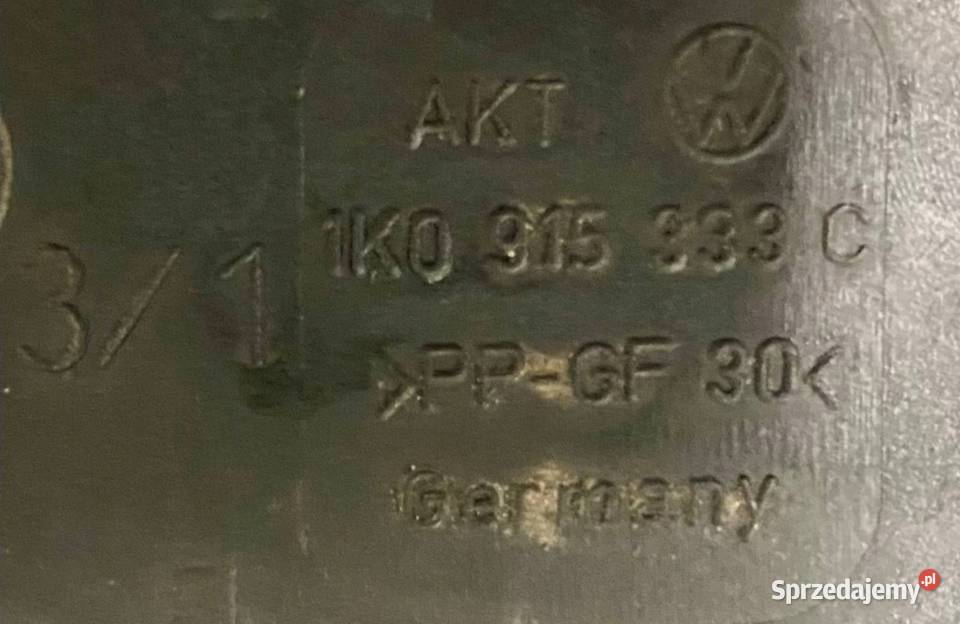 AKT
1K0 915 333 C
3/1
>PP-GF 30<
Germany
Sprzedajemy.pl